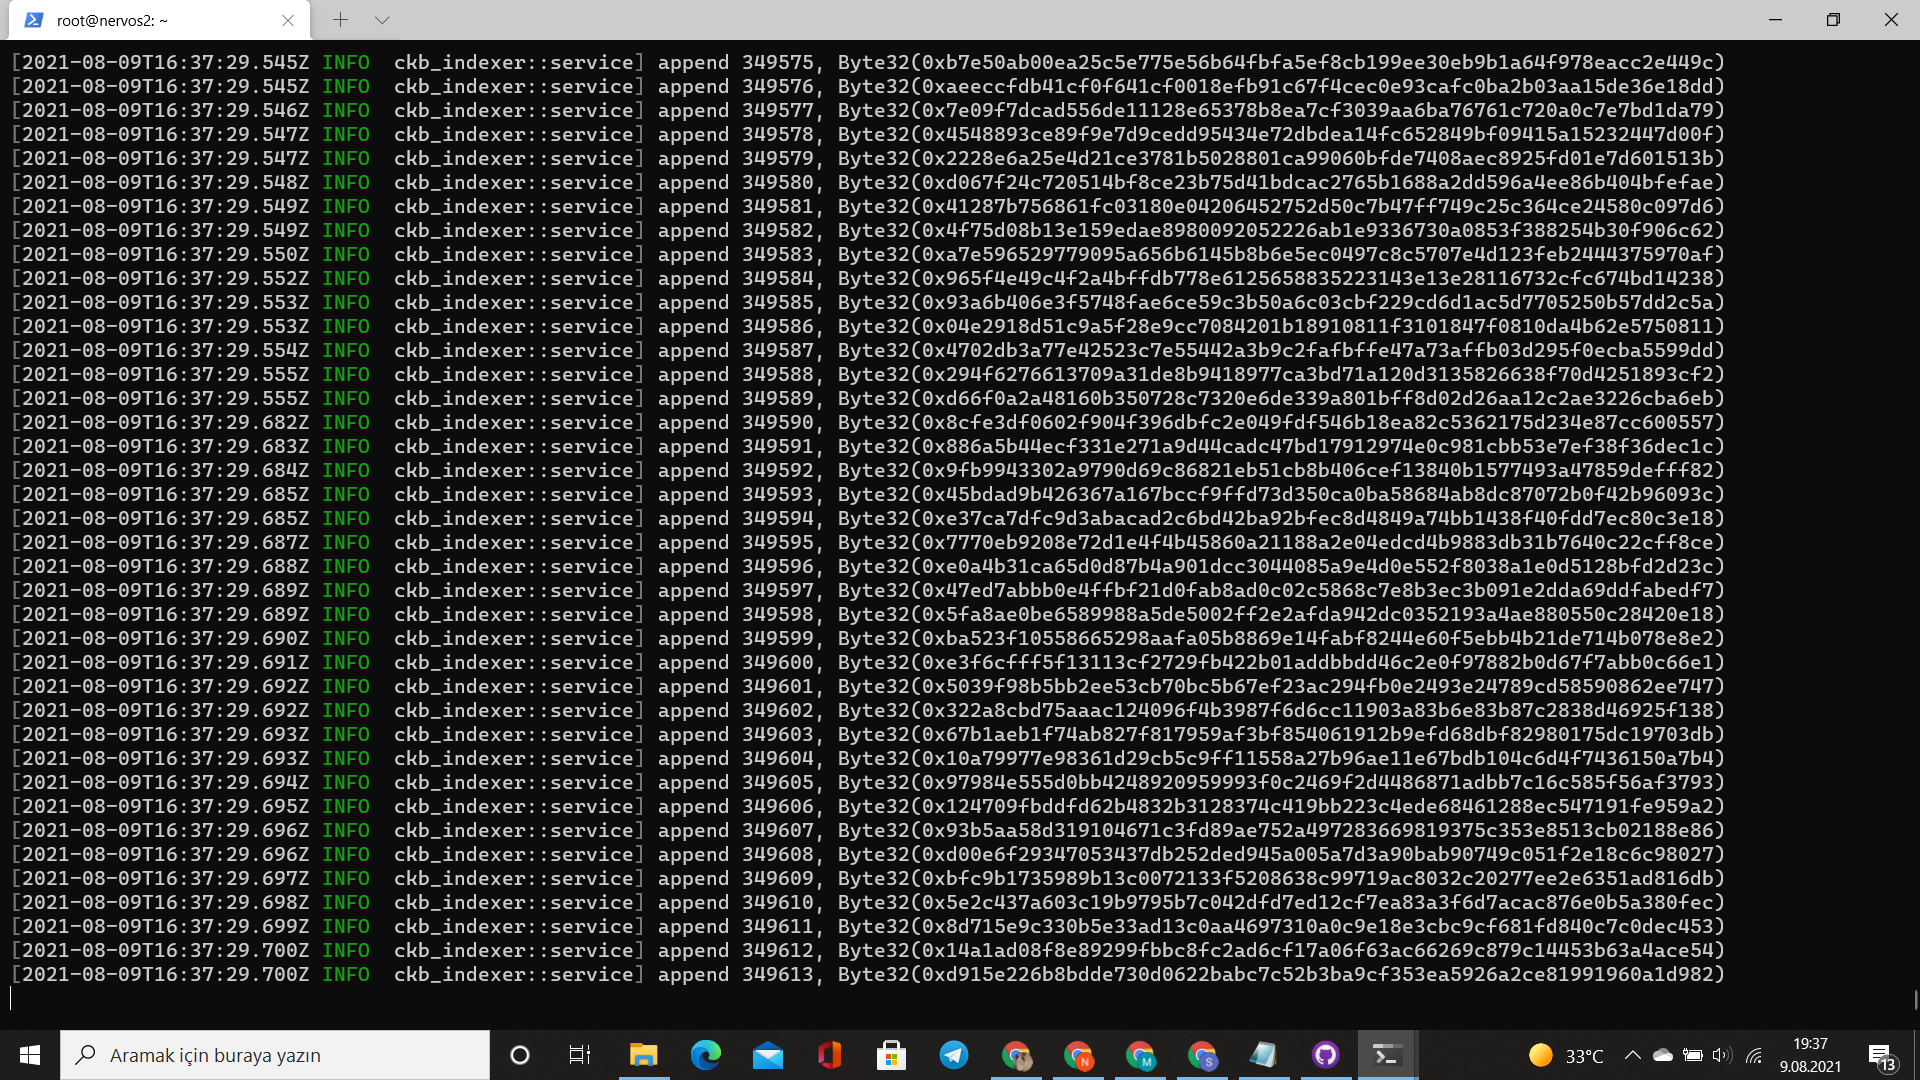 root@nervos2: ~
[2021-08-09T16:37:29.545Z INFO  ckb_indexer::service] append 349575, Byte32(0xb7e50ab00ea25c5e775e56b64fbfa5ef8cb199ee30eb9b1a64f978eacc2e449c)
[2021-08-09T16:37:29.545Z INFO  ckb_indexer::service] append 349576, Byte32(0xaeeccfdb41cf0f641cf0018efb91c67f4cec0e93cafc0ba2b03aa15de36e18dd)
[2021-08-09T16:37:29.546Z INFO  ckb_indexer::service] append 349577, Byte32(0x7e09f7dcad556de11128e65378b8ea7cf3039aa6ba76761c720a0c7e7bd1da79)
[2021-08-09T16:37:29.547Z INFO  ckb_indexer::service] append 349578, Byte32(0x4548893ce89f9e7d9cedd95434e72dbdea14fc652849bf09415a15232447d00f)
[2021-08-09T16:37:29.547Z INFO  ckb_indexer::service] append 349579, Byte32(0x2228e6a25e4d21ce3781b5028801ca99060bfde7408aec8925fd01e7d601513b)
[2021-08-09T16:37:29.548Z INFO  ckb_indexer::service] append 349580, Byte32(0xd067f24c720514bf8ce23b75d41bdcac2765b1688a2dd596a4ee86b404bfefae)
[2021-08-09T16:37:29.549Z INFO  ckb_indexer::service] append 349581, Byte32(0x41287b756861fc03180e04206452752d50c7b47ff749c25c364ce24580c097d6)
[2021-08-09T16:37:29.549Z INFO  ckb_indexer::service] append 349582, Byte32(0x4f75d08b13e159edae8980092052226ab1e9336730a0853f388254b30f906c62)
[2021-08-09T16:37:29.550Z INFO  ckb_indexer::service] append 349583, Byte32(0xa7e596529779095a656b6145b8b6e5ec0497c8c5707e4d123feb2444375970af)
[2021-08-09T16:37:29.552Z INFO  ckb_indexer::service] append 349584, Byte32(0x965f4e49c4f2a4bffdb778e6125658835223143e13e28116732cfc674bd14238)
[2021-08-09T16:37:29.553Z INFO  ckb_indexer::service] append 349585, Byte32(0x93a6b406e3f5748fae6ce59c3b50a6c03cbf229cd6d1ac5d7705250b57dd2c5a)
[2021-08-09T16:37:29.553Z INFO  ckb_indexer::service] append 349586, Byte32(0x04e2918d51c9a5f28e9cc7084201b18910811f3101847f0810da4b62e5750811)
[2021-08-09T16:37:29.554Z INFO  ckb_indexer::service] append 349587, Byte32(0x4702db3a77e42523c7e55442a3b9c2fafbffe47a73affb03d295f0ecba5599dd)
[2021-08-09T16:37:29.555Z INFO  ckb_indexer::service] append 349588, Byte32(0x294f6276613709a31de8b9418977ca3bd71a120d3135826638f70d4251893cf2)
[2021-08-09T16:37:29.555Z INFO  ckb_indexer::service] append 349589, Byte32(0xd66f0a2a48160b350728c7320e6de339a801bff8d02d26aa12c2ae3226cba6eb)
[2021-08-09T16:37:29.682Z INFO  ckb_indexer::service] append 349590, Byte32(0x8cfe3df0602f904f396dbfc2e049fdf546b18ea82c5362175d234e87cc600557)
[2021-08-09T16:37:29.683Z INFO  ckb_indexer::service] append 349591, Byte32(0x886a5b44ecf331e271a9d44cadc47bd17912974e0c981cbb53e7ef38f36dec1c)
[2021-08-09T16:37:29.684Z INFO  ckb_indexer::service] append 349592, Byte32(0x9fb9943302a9790d69c86821eb51cb8b406cef13840b1577493a47859defff82)
[2021-08-09T16:37:29.685Z INFO  ckb_indexer::service] append 349593, Byte32(0x45bdad9b426367a167bccf9ffd73d350ca0ba58684ab8dc87072b0f42b96093c)
[2021-08-09T16:37:29.685Z INFO  ckb_indexer::service] append 349594, Byte32(0xe37ca7dfc9d3abacad2c6bd42ba92bfec8d4849a74bb1438f40fdd7ec80c3e18)
[2021-08-09T16:37:29.687Z INFO  ckb_indexer::service] append 349595, Byte32(0x7770eb9208e72d1e4f4b45860a21188a2e04edcd4b9883db31b7640c22cff8ce)
[2021-08-09T16:37:29.688Z INFO  ckb_indexer::service] append 349596, Byte32(0xe0a4b31ca65d0d87b4a901dcc3044085a9e4d0e552f8038a1e0d5128bfd2d23c)
[2021-08-09T16:37:29.689Z INFO  ckb_indexer::service] append 349597, Byte32(0x47ed7abbb0e4ffbf21d0fab8ad0c02c5868c7e8b3ec3b091e2dda69ddfabedf7)
[2021-08-09T16:37:29.689Z INFO  ckb_indexer::service] append 349598, Byte32(0x5fa8ae0be6589988a5de5002ff2e2afda942dc0352193a4ae880550c28420e18)
[2021-08-09T16:37:29.690Z INFO  ckb_indexer::service] append 349599, Byte32(0xba523f10558665298aafa05b8869e14fabf8244e60f5ebb4b21de714b078e8e2)
[2021-08-09T16:37:29.691Z INFO  ckb_indexer::service] append 349600, Byte32(0xe3f6cfff5f13113cf2729fb422b01addbbdd46c2e0f97882b0d67f7abb0c66e1)
[2021-08-09T16:37:29.692Z INFO  ckb_indexer::service] append 349601, Byte32(0x5039f98b5bb2ee53cb70bc5b67ef23ac294fb0e2493e24789cd58590862ee747)
[2021-08-09T16:37:29.692Z INFO  ckb_indexer::service] append 349602, Byte32(0x322a8cbd75aaac124096f4b3987f6d6cc11903a83b6e83b87c2838d46925f138)
[2021-08-09T16:37:29.693Z INFO  ckb_indexer::service] append 349603, Byte32(0x67b1aeb1f74ab827f817959af3bf854061912b9efd68dbf82980175dc19703db)
[2021-08-09T16:37:29.693Z INFO  ckb_indexer::service] append 349604, Byte32(0x10a79977e98361d29cb5c9ff11558a27b96ae11e67bdb104c6d4f7436150a7b4)
[2021-08-09T16:37:29.694Z INFO  ckb_indexer::service] append 349605, Byte32(0x97984e555d0bb4248920959993f0c2469f2d4486871adbb7c16c585f56af3793)
[2021-08-09T16:37:29.695Z INFO  ckb_indexer::service] append 349606, Byte32(0x124709fbddfd62b4832b3128374c419bb223c4ede68461288ec547191fe959a2)
[2021-08-09T16:37:29.696Z INFO  ckb_indexer::service] append 349607, Byte32(0x93b5aa58d319104671c3fd89ae752a497283669819375c353e8513cb02188e86)
[2021-08-09T16:37:29.696Z INFO  ckb_indexer::service] append 349608, Byte32(0xd00e6f29347053437db252ded945a005a7d3a90bab90749c051f2e18c6c98027)
[2021-08-09T16:37:29.697Z INFO  ckb_indexer::service] append 349609, Byte32(0xbfc9b1735989b13c0072133f5208638c99719ac8032c20277ee2e6351ad816db)
[2021-08-09T16:37:29.698Z INFO  ckb_indexer::service] append 349610, Byte32(0x5e2c437a603c19b9795b7c042dfd7ed12cf7ea83a3f6d7acac876e0b5a380fec)
[2021-08-09T16:37:29.699Z INFO  ckb_indexer::service] append 349611, Byte32(0x8d715e9c330b5e33ad13c0aa4697310a0c9e18e3cbc9cf681fd840c7c0dec453)
[2021-08-09T16:37:29.700Z INFO  ckb_indexer::service] append 349612, Byte32(0x14a1ad08f8e89299fbbc8fc2ad6cf17a06f63ac66269c879c14453b63a4ace54)
[2021-08-09T16:37:29.700Z INFO  ckb_indexer::service] append 349613, Byte32(0xd915e226b8bdde730d0622babc7c52b3ba9cf353ea5926a2ce81991960a1d982)
Aramak için buraya yazın
N
M
S
33°C
19:37
9.08.2021
13